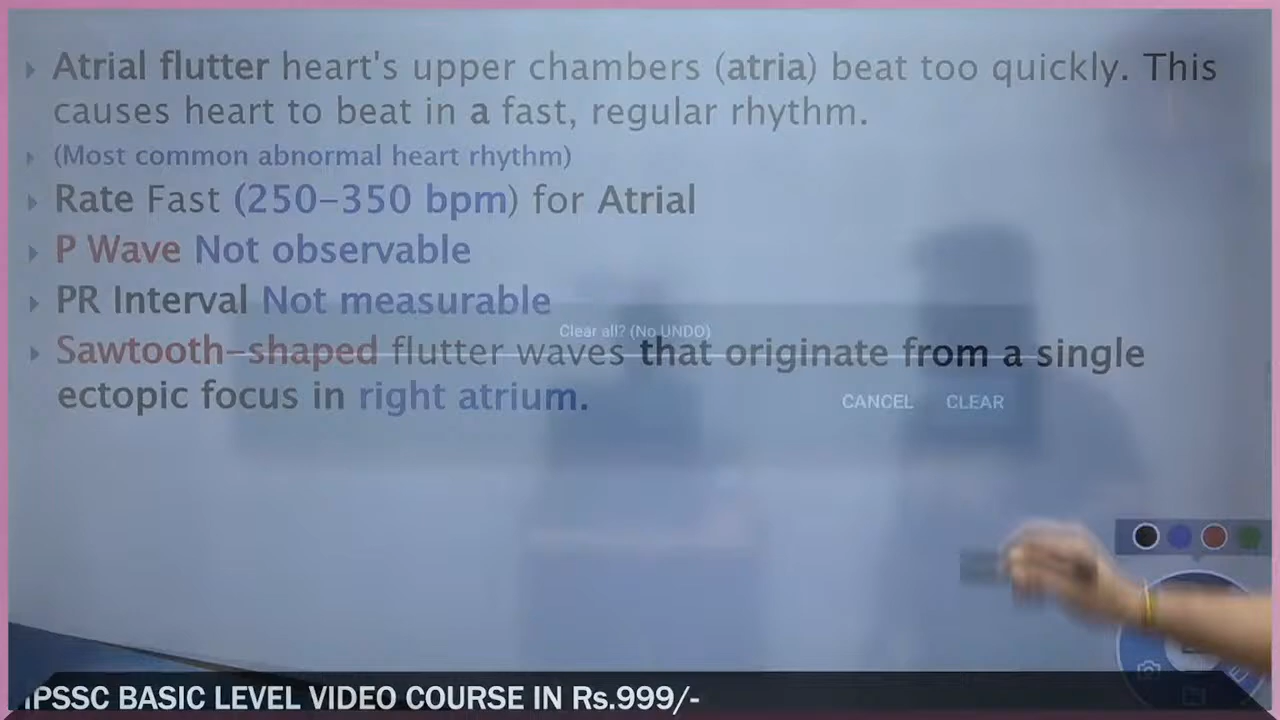 Atrial flutter heart's upper chambers (atria) beat too quickly. This
causes heart to beat in a fast, regular rhythm.
(Most common abnormal heart rhythm)
Rate Fast (250-350 bpm) for Atrial
P Wave Not observable
PR Interval Not measurable
Clear all? (No UNDO)
Sawtooth-shaped flutter waves that originate from a single
ectopic focus in right atrium.
CANCEL CLEAR
PSSC BASIC LEVEL VIDEO COURSE IN Rs.999/-